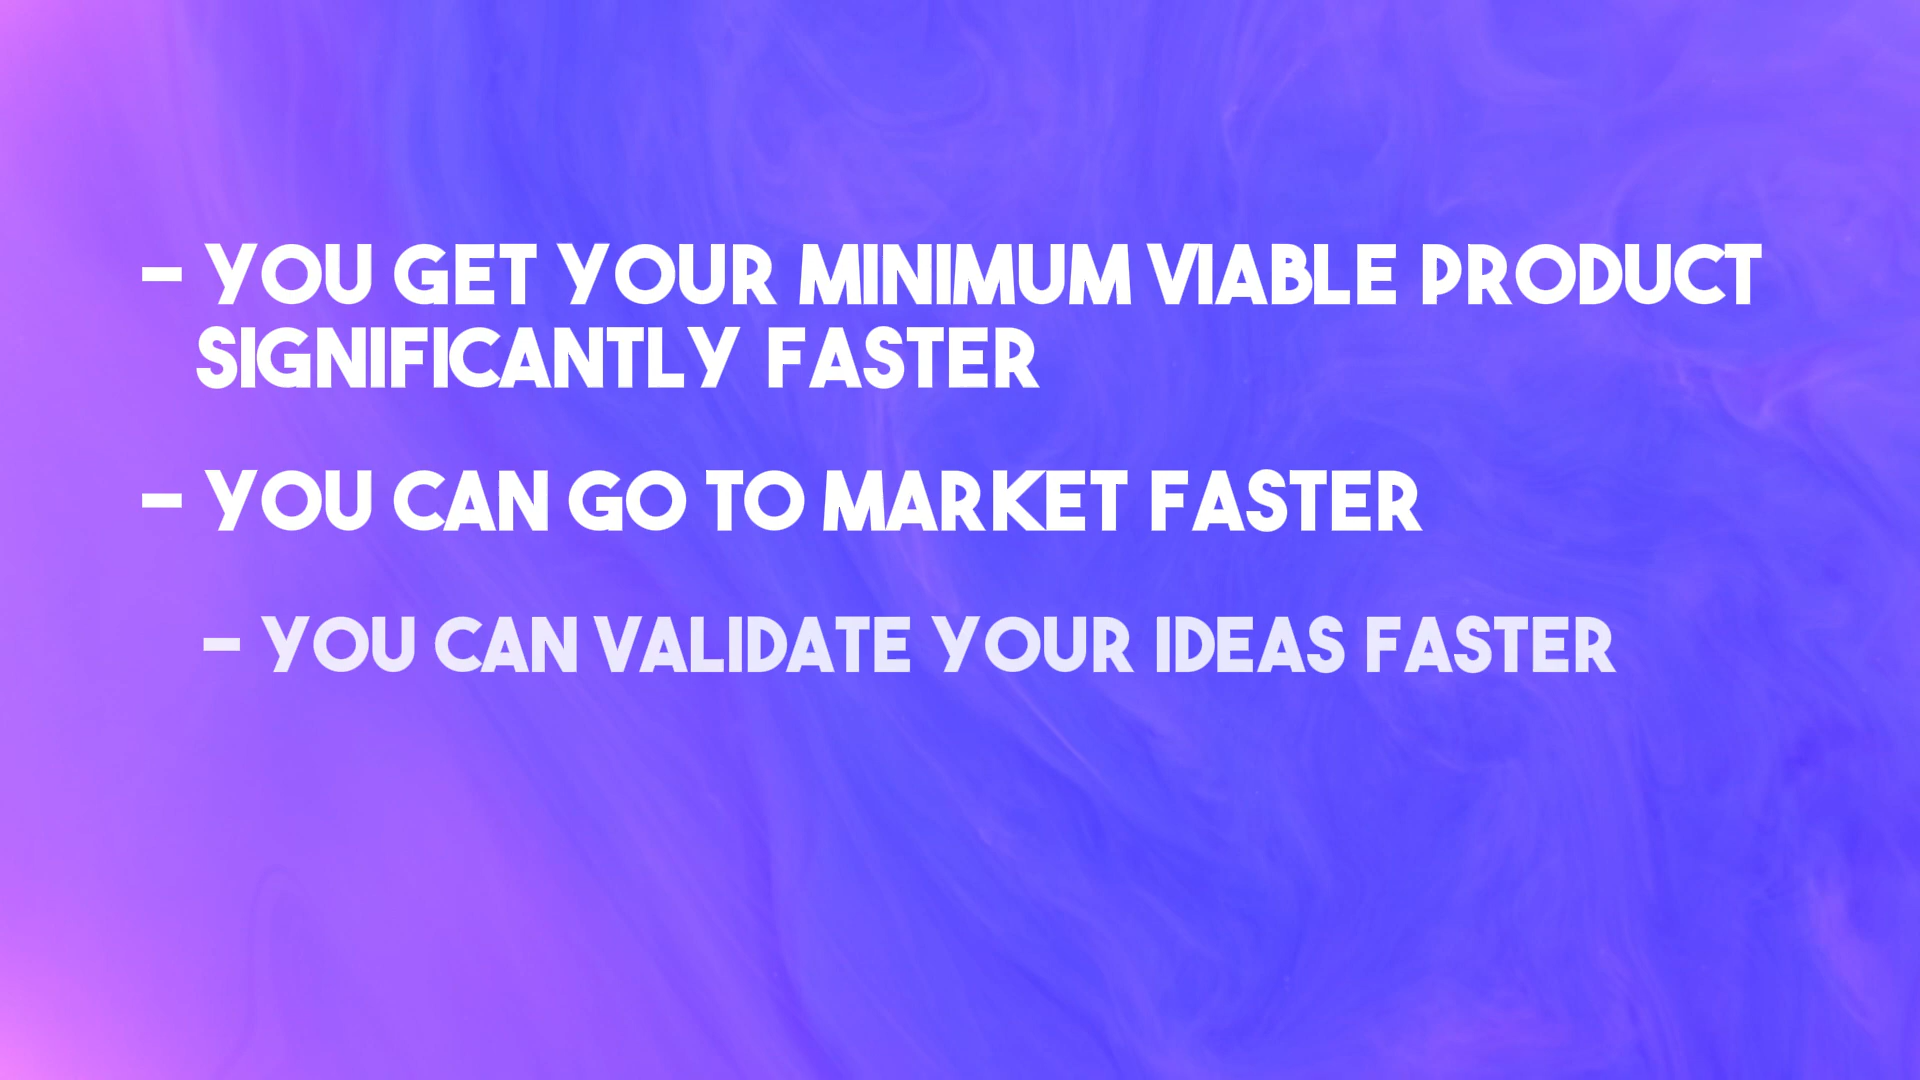 - YOU GET YOUR MINIMUM VIABLE PRODUCT
SIGNIFICANTLY FASTER
- YOU CAN GO TO MARKET FASTER
- YOU CAN VALIDATE YOUR IDEAS FASTER